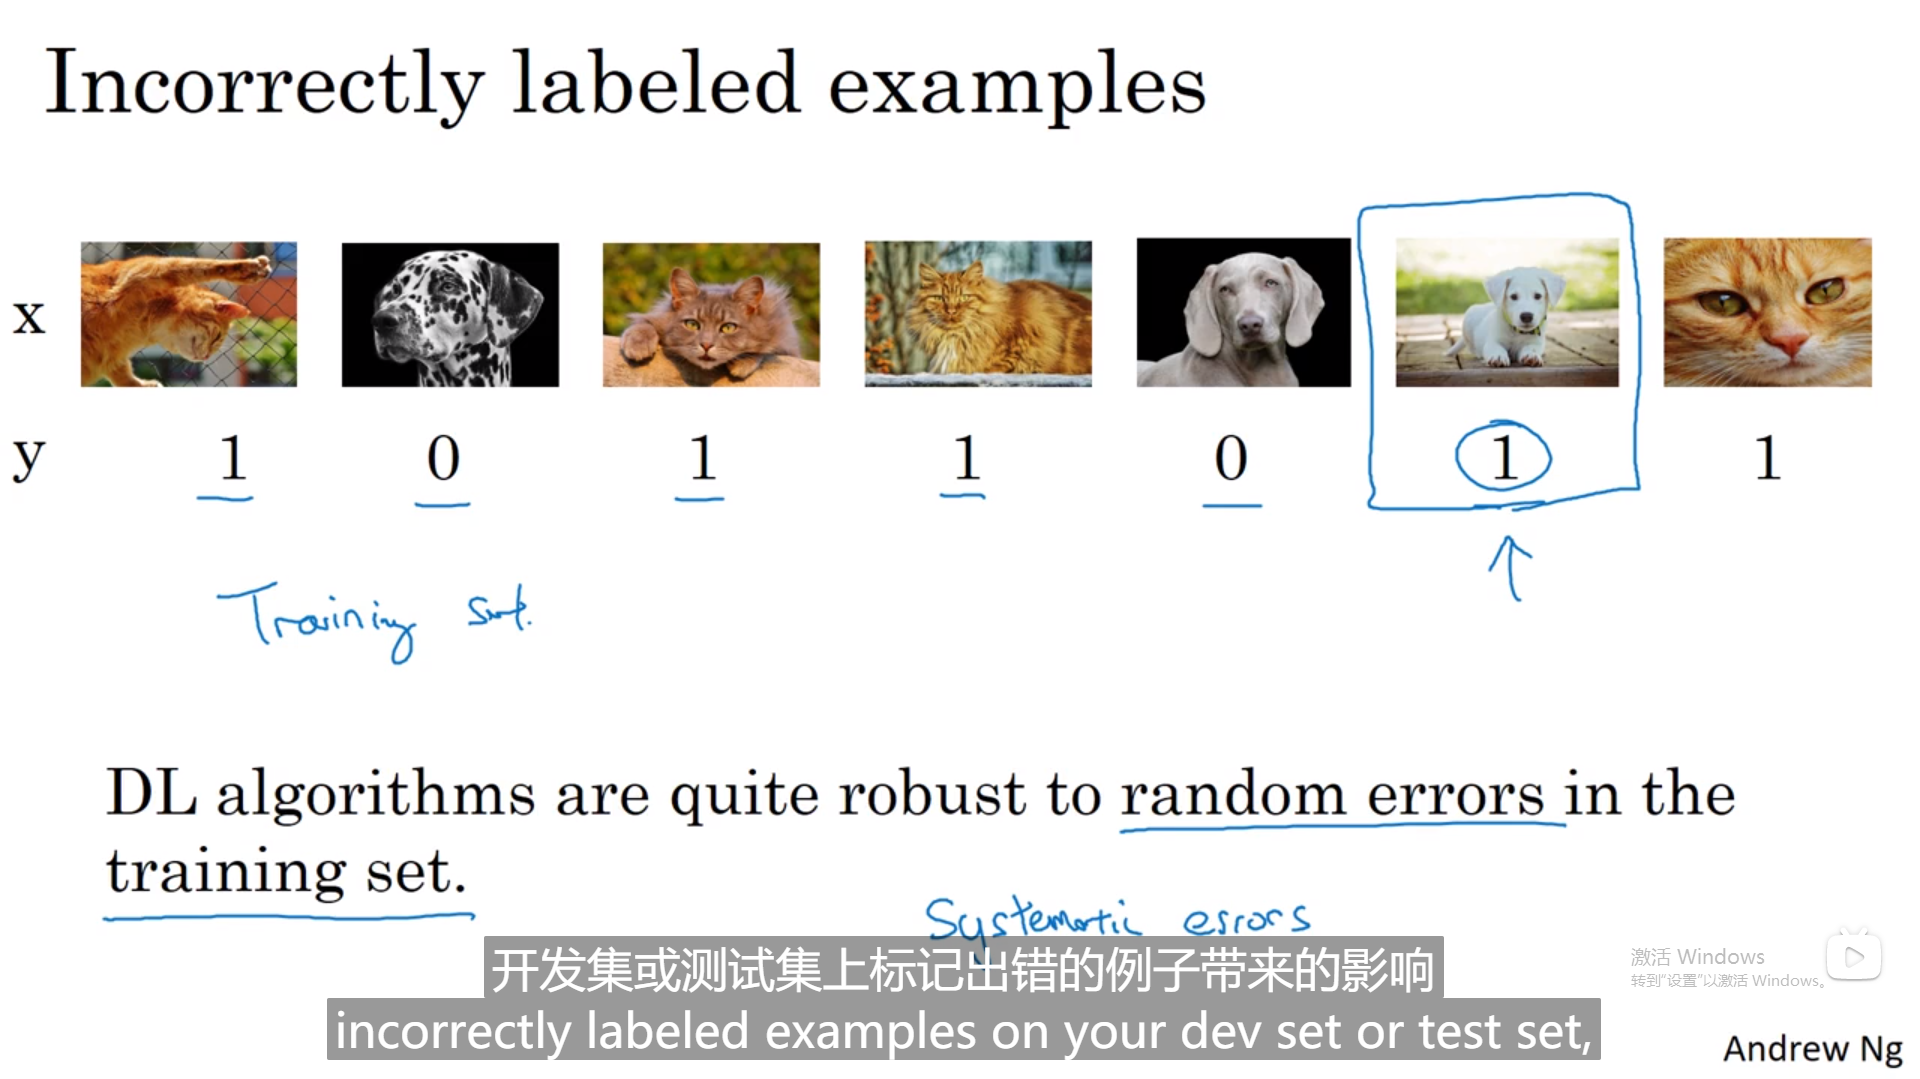 Incorrectly labeled examples
x
y 1 0 1 1 0 1 1
Training set.
DL algorithms are quite robust to random errors in the
training set.
Systematic errors
开发集或测试集上标记出错的例子带来的影响
incorrectly labeled examples on your dev set or test set,
激活 Windows
转到“设置”以激活 Windows。
Andrew Ng